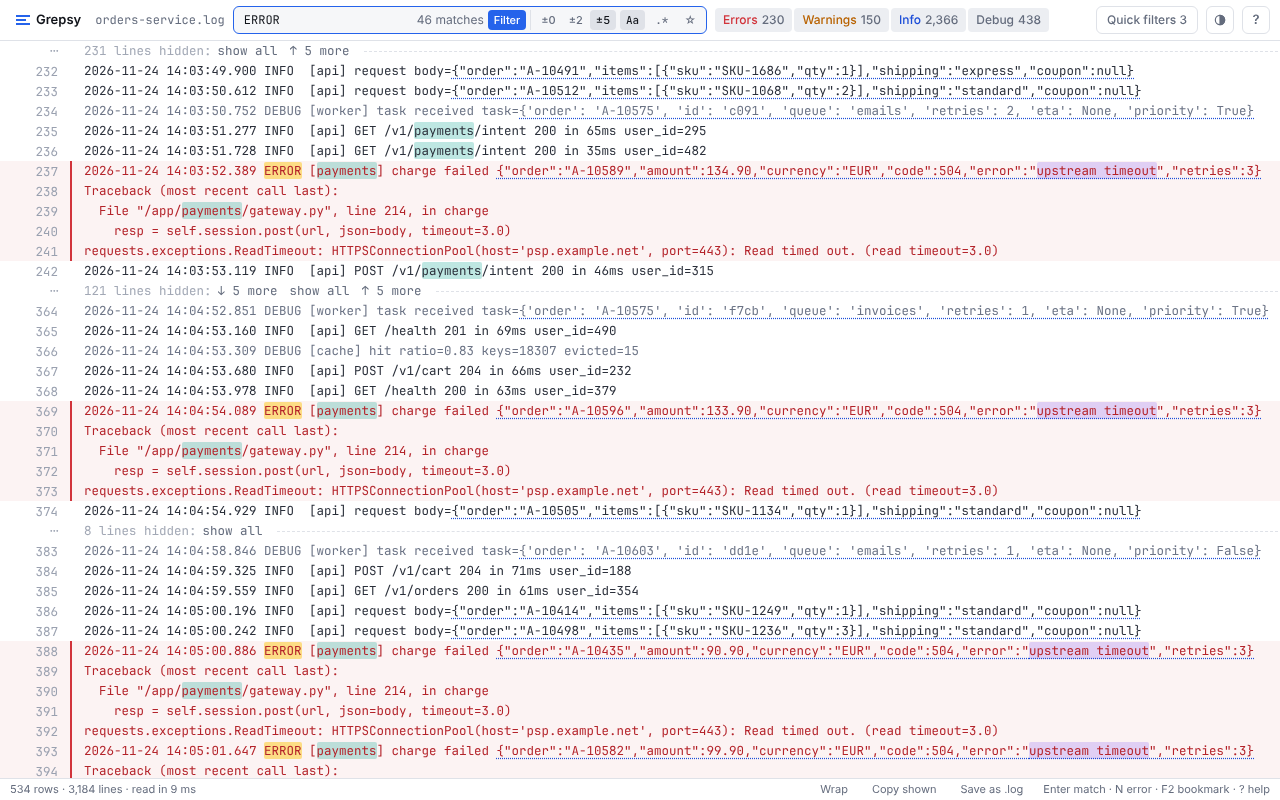 Grepsy orders-service.log ERROR 46 matches Filter ±0 ±2 ±5 Aa .* ☆ Errors 230 Warnings 150 Info 2,366 Debug 438 Quick filters 3 ?
⋯ 231 lines hidden: show all ↑ 5 more
232 2026-11-24 14:03:49.900 INFO  [api] request body={"order":"A-10491","items":[{"sku":"SKU-1686","qty":1}],"shipping":"express","coupon":null}
233 2026-11-24 14:03:50.612 INFO  [api] request body={"order":"A-10512","items":[{"sku":"SKU-1068","qty":2}],"shipping":"standard","coupon":null}
234 2026-11-24 14:03:50.752 DEBUG [worker] task received task={'order': 'A-10575', 'id': 'c091', 'queue': 'emails', 'retries': 2, 'eta': None, 'priority': True}
235 2026-11-24 14:03:51.277 INFO  [api] GET /v1/payments/intent 200 in 65ms user_id=295
236 2026-11-24 14:03:51.728 INFO  [api] GET /v1/payments/intent 200 in 35ms user_id=482
237 2026-11-24 14:03:52.389 ERROR [payments] charge failed {"order":"A-10589","amount":134.90,"currency":"EUR","code":504,"error":"upstream timeout","retries":3}
238 Traceback (most recent call last):
239   File "/app/payments/gateway.py", line 214, in charge
240     resp = self.session.post(url, json=body, timeout=3.0)
241 requests.exceptions.ReadTimeout: HTTPSConnectionPool(host='psp.example.net', port=443): Read timed out. (read timeout=3.0)
242 2026-11-24 14:03:53.119 INFO  [api] POST /v1/payments/intent 200 in 46ms user_id=315
⋯ 121 lines hidden: ↓ 5 more show all ↑ 5 more
364 2026-11-24 14:04:52.851 DEBUG [worker] task received task={'order': 'A-10575', 'id': 'f7cb', 'queue': 'invoices', 'retries': 1, 'eta': None, 'priority': True}
365 2026-11-24 14:04:53.160 INFO  [api] GET /health 201 in 69ms user_id=490
366 2026-11-24 14:04:53.309 DEBUG [cache] hit ratio=0.83 keys=18307 evicted=15
367 2026-11-24 14:04:53.680 INFO  [api] POST /v1/cart 204 in 66ms user_id=232
368 2026-11-24 14:04:53.978 INFO  [api] GET /health 200 in 63ms user_id=379
369 2026-11-24 14:04:54.089 ERROR [payments] charge failed {"order":"A-10596","amount":133.90,"currency":"EUR","code":504,"error":"upstream timeout","retries":3}
370 Traceback (most recent call last):
371   File "/app/payments/gateway.py", line 214, in charge
372     resp = self.session.post(url, json=body, timeout=3.0)
373 requests.exceptions.ReadTimeout: HTTPSConnectionPool(host='psp.example.net', port=443): Read timed out. (read timeout=3.0)
374 2026-11-24 14:04:54.929 INFO  [api] request body={"order":"A-10505","items":[{"sku":"SKU-1134","qty":1}],"shipping":"standard","coupon":null}
⋯ 8 lines hidden: show all
383 2026-11-24 14:04:58.846 DEBUG [worker] task received task={'order': 'A-10603', 'id': 'dd1e', 'queue': 'emails', 'retries': 1, 'eta': None, 'priority': False}
384 2026-11-24 14:04:59.325 INFO  [api] POST /v1/cart 204 in 71ms user_id=188
385 2026-11-24 14:04:59.559 INFO  [api] GET /v1/orders 200 in 61ms user_id=354
386 2026-11-24 14:05:00.196 INFO  [api] request body={"order":"A-10414","items":[{"sku":"SKU-1249","qty":1}],"shipping":"standard","coupon":null}
387 2026-11-24 14:05:00.242 INFO  [api] request body={"order":"A-10498","items":[{"sku":"SKU-1236","qty":3}],"shipping":"standard","coupon":null}
388 2026-11-24 14:05:00.886 ERROR [payments] charge failed {"order":"A-10435","amount":90.90,"currency":"EUR","code":504,"error":"upstream timeout","retries":3}
389 Traceback (most recent call last):
390   File "/app/payments/gateway.py", line 214, in charge
391     resp = self.session.post(url, json=body, timeout=3.0)
392 requests.exceptions.ReadTimeout: HTTPSConnectionPool(host='psp.example.net', port=443): Read timed out. (read timeout=3.0)
393 2026-11-24 14:05:01.647 ERROR [payments] charge failed {"order":"A-10582","amount":99.90,"currency":"EUR","code":504,"error":"upstream timeout","retries":3}
394 Traceback (most recent call last):
534 rows · 3,184 lines · read in 9 ms Wrap Copy shown Save as .log Enter match · N error · F2 bookmark · ? help